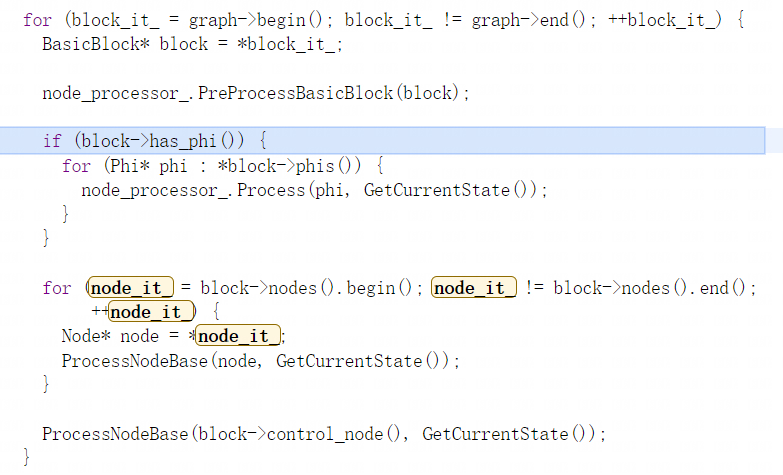 for (block_it_ = graph->begin(); block_it_ != graph->end(); ++block_it_) {
BasicBlock* block = *block_it_;
node_processor_.PreProcessBasicBlock(block);
if (block->has_phi()) {
for (Phi* phi : *block->phis()) {
node_processor_.Process(phi, GetCurrentState());
}
}
for (node_it_ = block->nodes().begin(); node_it_ != block->nodes().end();
++node_it_) {
Node* node = *node_it_;
ProcessNodeBase(node, GetCurrentState());
}
ProcessNodeBase(block->control_node(), GetCurrentState());
}